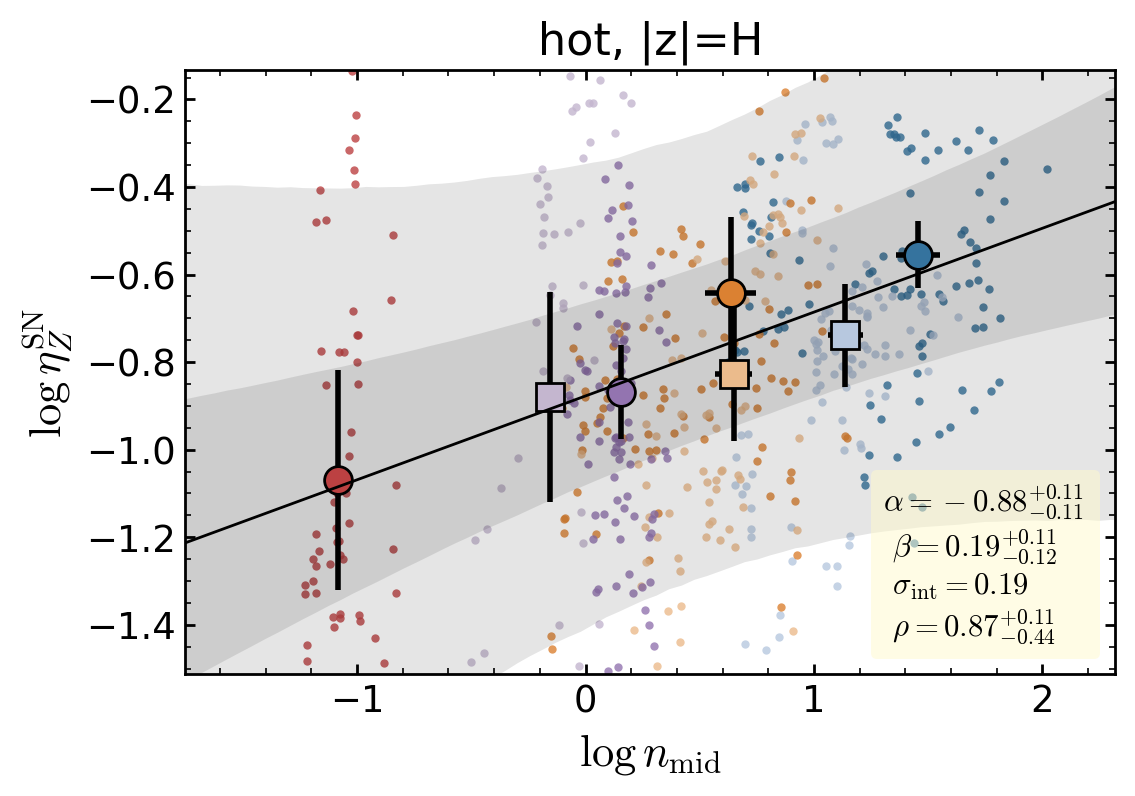 hot, |z|=H
log η_Z^SN
−0.2
−0.4
−0.6
−0.8
−1.0
−1.2
−1.4
α = −0.88^{+0.11}_{−0.11}
β = 0.19^{+0.11}_{−0.12}
σ_int = 0.19
ρ = 0.87^{+0.11}_{−0.44}
−1 0 1 2
log n_mid